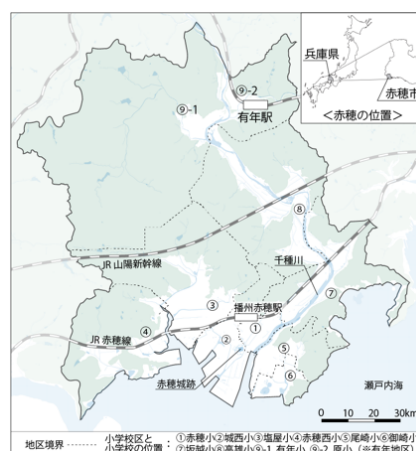 兵庫県
赤穂市
<赤穂の位置>
⑨-2
⑨-1
有年駅
⑧
JR 山陽新幹線
千種川
③
播州赤穂駅
⑦
①
④
JR 赤穂線
②
⑤
赤穂城跡
⑥
瀬戸内海
0 10 20 30km
地区境界
小学校区と
小学校の位置 :
①赤穂小②城西小③塩屋小④赤穂西小⑤尾崎小⑥御崎小
⑦坂越小⑧高雄小⑨-1 有年小 ⑨-2 原小 (※有年地区)